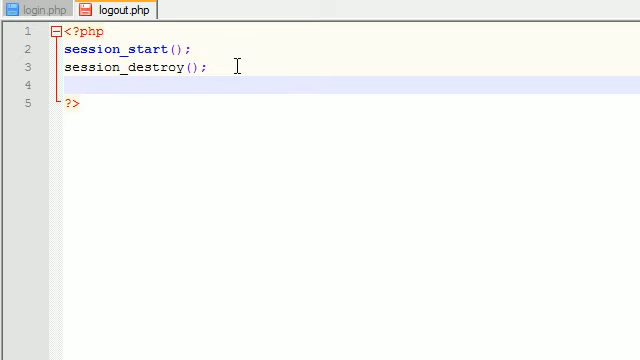 login.php logout.php
1 <?php
2 session_start();
3 session_destroy();
4
5 ?>